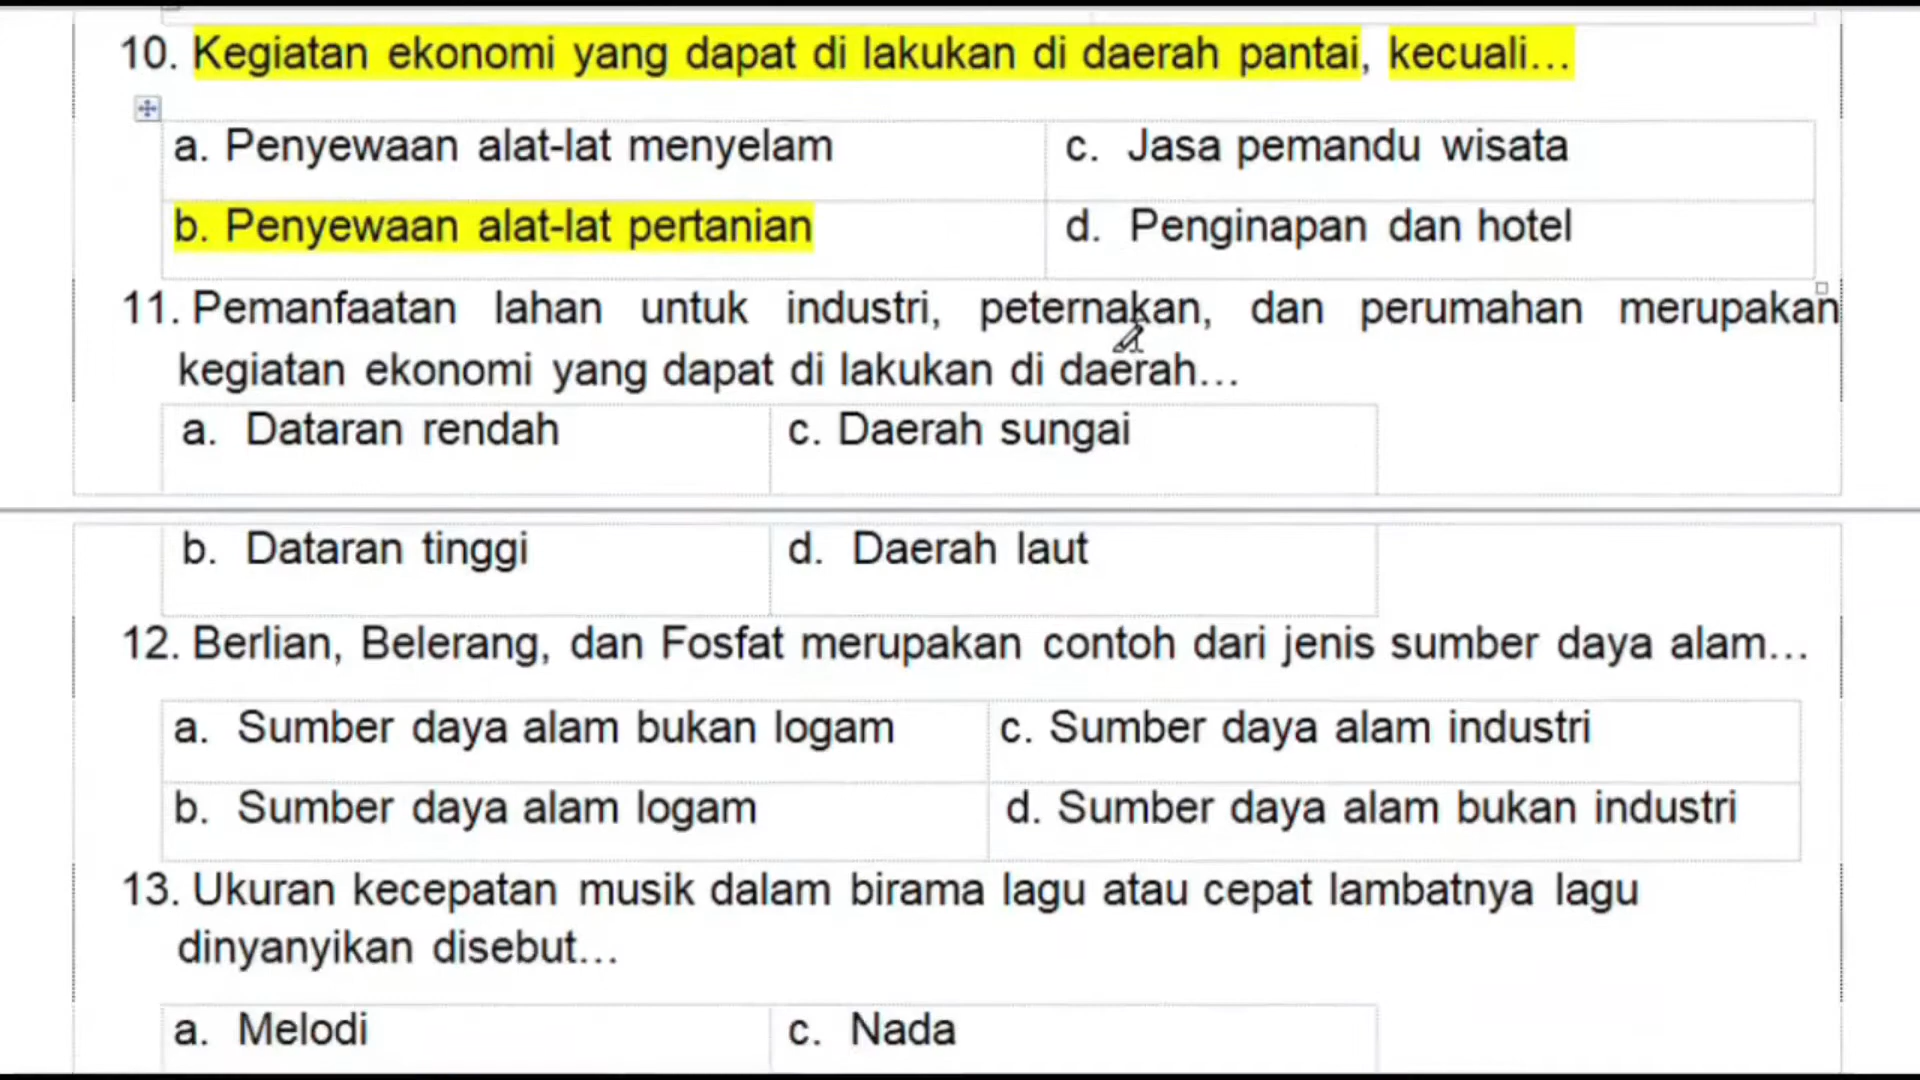 10. Kegiatan ekonomi yang dapat di lakukan di daerah pantai, kecuali...
a. Penyewaan alat-lat menyelam
c. Jasa pemandu wisata
b. Penyewaan alat-lat pertanian
d. Penginapan dan hotel
11. Pemanfaatan lahan untuk industri, peternakan, dan perumahan merupakan
kegiatan ekonomi yang dapat di lakukan di daerah...
a. Dataran rendah
c. Daerah sungai
b. Dataran tinggi
d. Daerah laut
12. Berlian, Belerang, dan Fosfat merupakan contoh dari jenis sumber daya alam...
a. Sumber daya alam bukan logam
c. Sumber daya alam industri
b. Sumber daya alam logam
d. Sumber daya alam bukan industri
13. Ukuran kecepatan musik dalam birama lagu atau cepat lambatnya lagu
dinyanyikan disebut...
a. Melodi
c. Nada